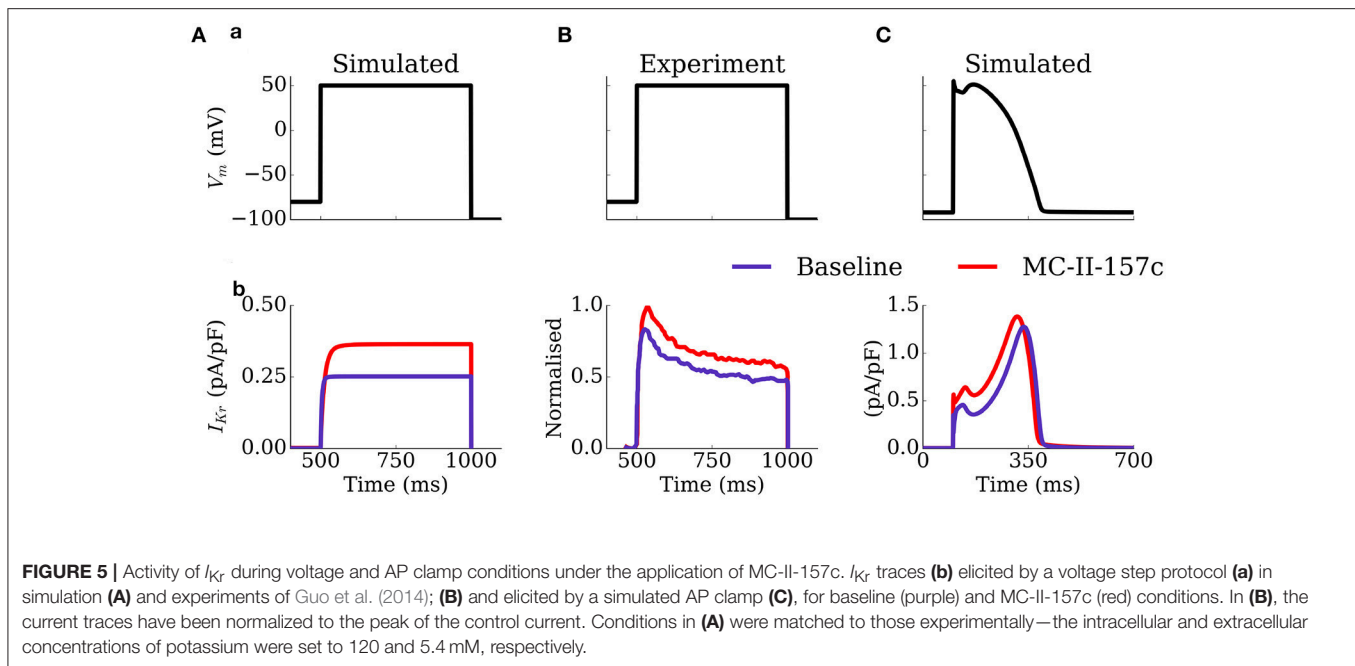 A a B C
Simulated Experiment Simulated
50
0
−50
−100
V_m (mV)
Baseline MC-II-157c
b
0.50
0.25
0.00
I_Kr (pA/pF)
500 750 1000
Time (ms)
1.0
0.5
1.0
Normalised
500 750 1000
Time (ms)
1.5
1.0
0.5
0.0
(pA/pF)
0 350 700
Time (ms)
FIGURE 5 | Activity of I_Kr during voltage and AP clamp conditions under the application of MC-II-157c. I_Kr traces (b) elicited by a voltage step protocol (a) in
simulation (A) and experiments of Guo et al. (2014); (B) and elicited by a simulated AP clamp (C), for baseline (purple) and MC-II-157c (red) conditions. In (B), the
current traces have been normalized to the peak of the control current. Conditions in (A) were matched to those experimentally—the intracellular and extracellular
concentrations of potassium were set to 120 and 5.4 mM, respectively.